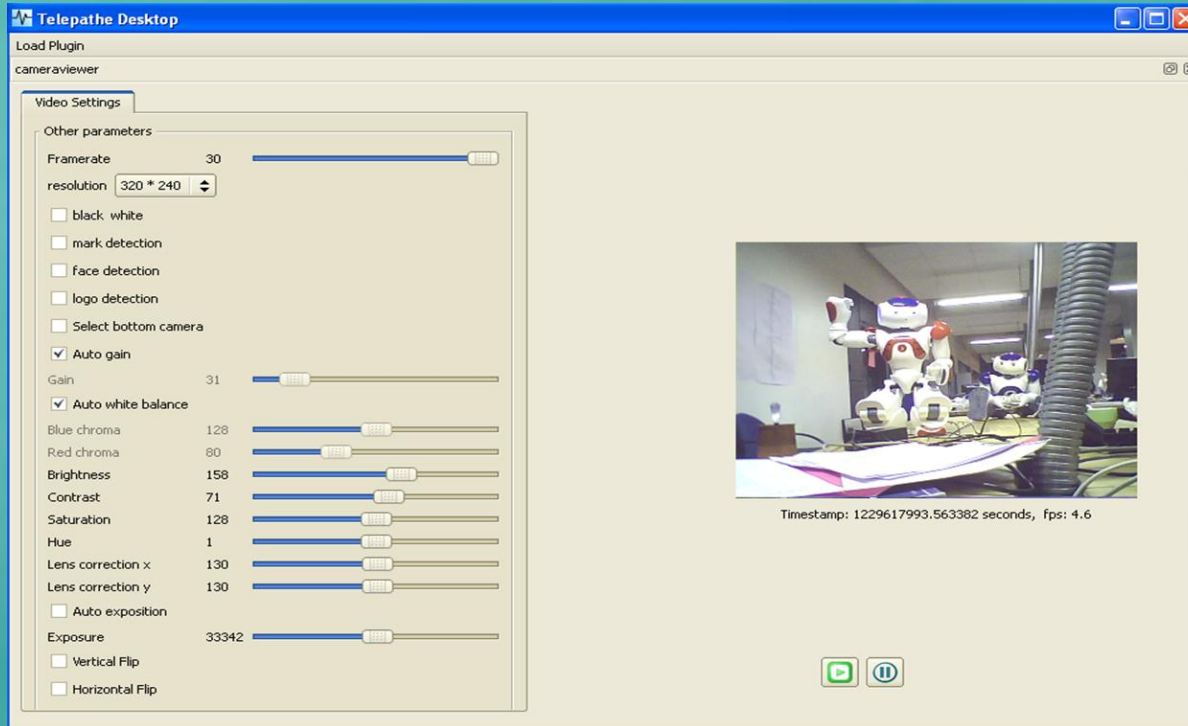 Telepathe Desktop
Load Plugin
cameraviewer
Video Settings
Other parameters
Framerate 30
resolution 320 * 240
black white
mark detection
face detection
logo detection
Select bottom camera
Auto gain
Gain 31
Auto white balance
Blue chroma 128
Red chroma 80
Brightness 158
Contrast 71
Saturation 128
Hue 1
Lens correction x 130
Lens correction y 130
Auto exposition
Exposure 33342
Vertical Flip
Horizontal Flip
Timestamp: 1229617993.563382 seconds, fps: 4.6